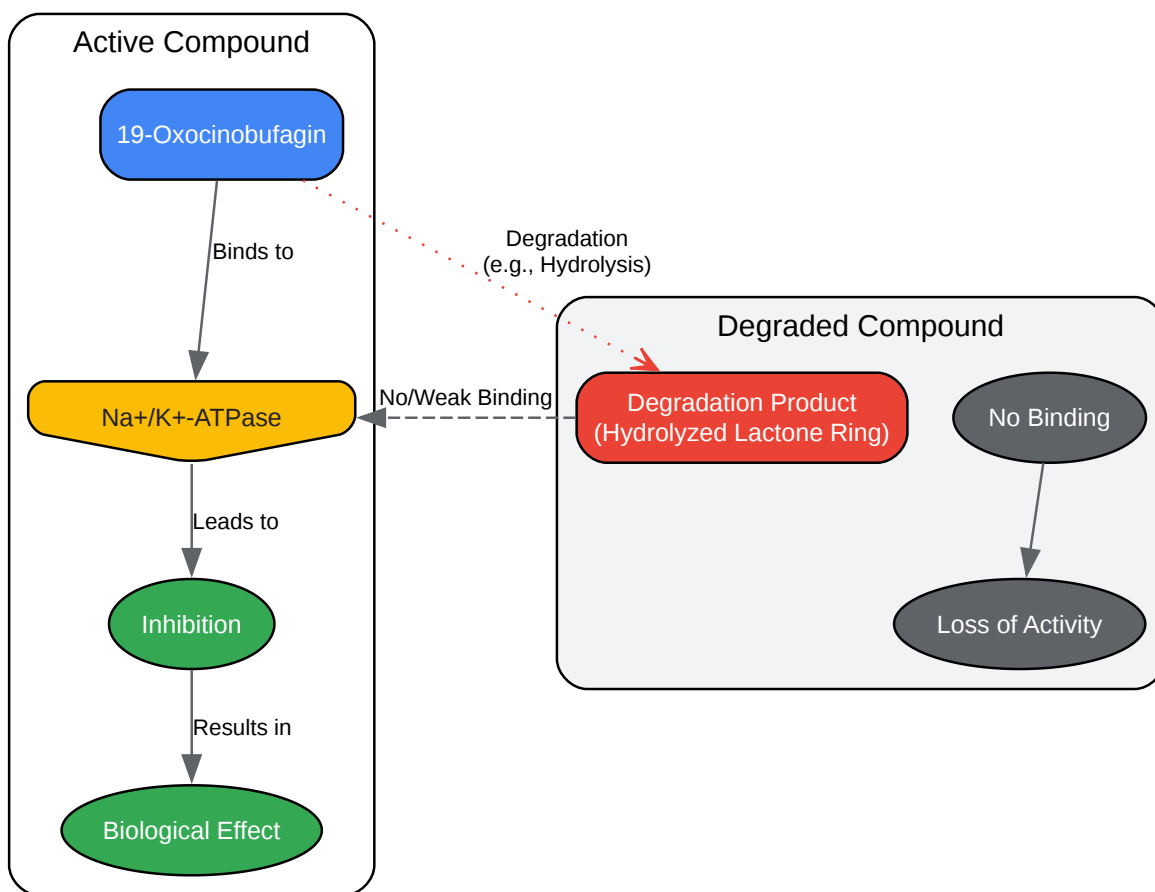 Active Compound
19-Oxocinobufagin
Binds to
Degradation
(e.g., Hydrolysis)
Degraded Compound
Na+/K+-ATPase
No/Weak Binding
Degradation Product
(Hydrolyzed Lactone Ring)
No Binding
Leads to
Inhibition
Loss of Activity
Results in
Biological Effect